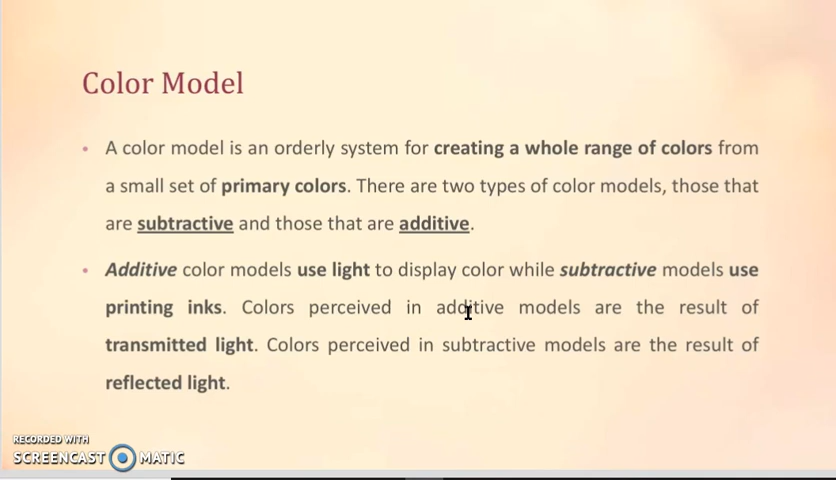 Color Model
• A color model is an orderly system for creating a whole range of colors from
a small set of primary colors. There are two types of color models, those that
are subtractive and those that are additive.
• Additive color models use light to display color while subtractive models use
printing inks. Colors perceived in additive models are the result of
transmitted light. Colors perceived in subtractive models are the result of
reflected light.
RECORDED WITH
SCREENCAST MATIC